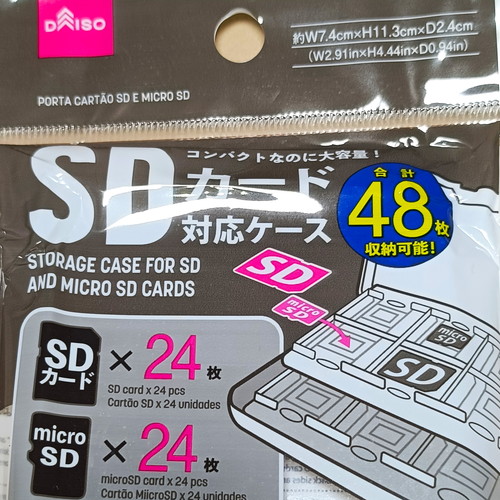 DAISO
約W7.4cm×H11.3cm×D2.4cm
(W2.91in×H4.44in×D0.94in)
PORTA CARTÃO SD E MICRO SD
コンパクトなのに大容量!
SDカード
対応ケース
合計
48枚
収納可能!
STORAGE CASE FOR SD
AND MICRO SD CARDS
SD
micro
SD
micro
SD
SD
SD
カード
×24枚
SD card x 24 pcs
Cartão SD x 24 unidades
micro
SD
×24枚
microSD card x 24 pcs
Cartão MiicroSD x 24 unidades